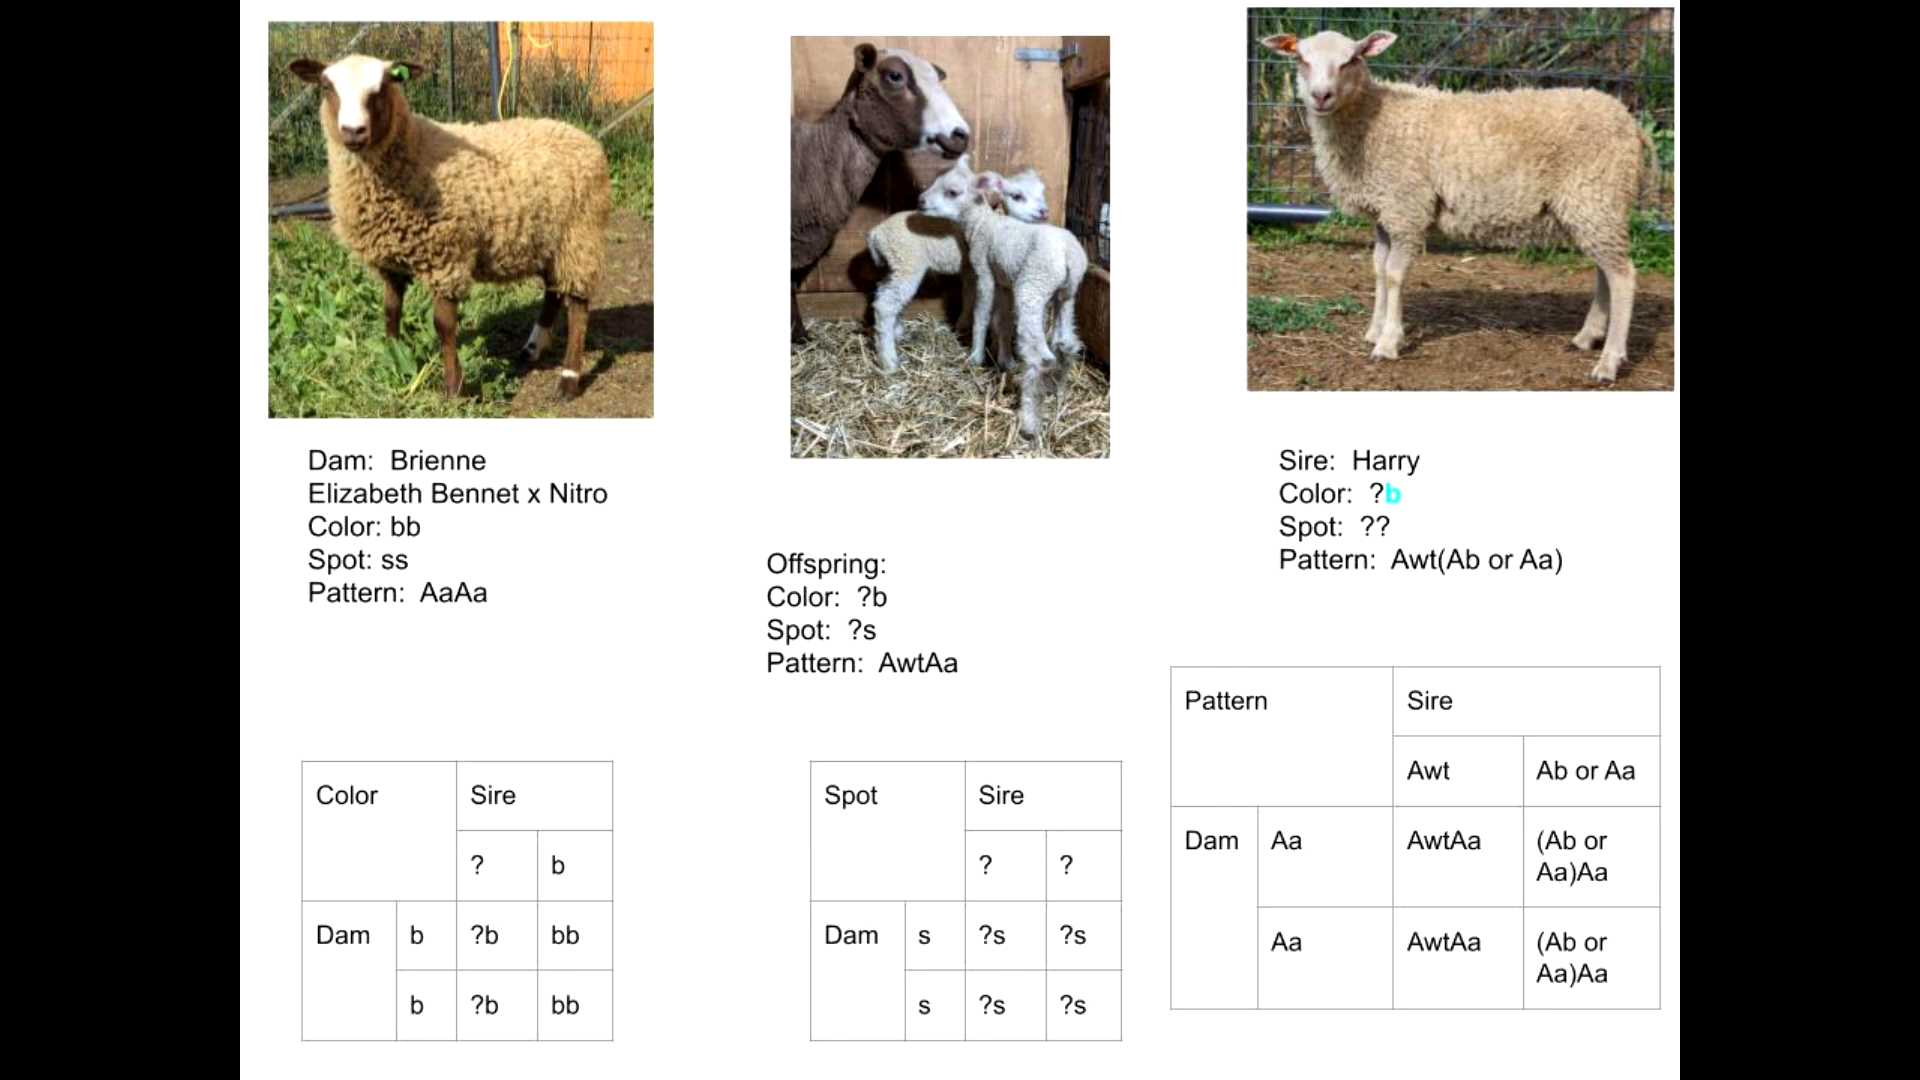 Dam:  Brienne
Elizabeth Bennet x Nitro
Color: bb
Spot: ss
Pattern:  AaAa
Offspring:
Color:  ?b
Spot:  ?s
Pattern:  AwtAa
Sire:  Harry
Color:  ?b
Spot:  ??
Pattern:  Awt(Ab or Aa)
Color Sire
? b
Dam b ?b bb
b ?b bb
Spot Sire
? ?
Dam s ?s ?s
s ?s ?s
Pattern Sire
Awt Ab or Aa
Dam Aa AwtAa (Ab or
Aa)Aa
Aa AwtAa (Ab or
Aa)Aa